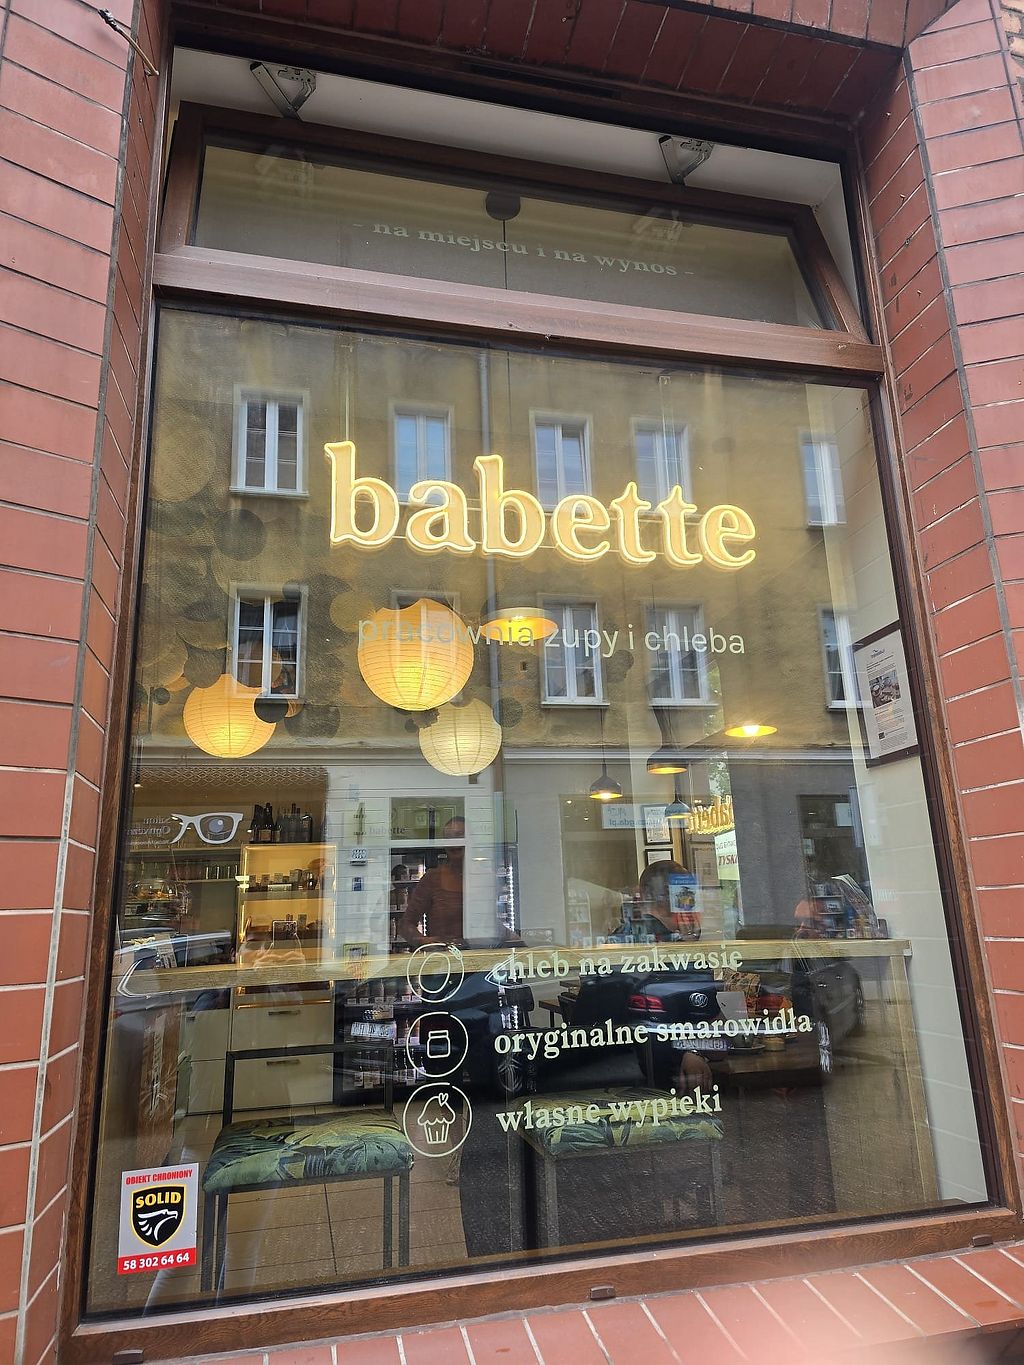 - na miejscu i na wynos -
babette
pracownia zupy i chleba
chleb na zakwasie
oryginalne smarowidła
własne wypieki
OBIEKT CHRONIONY
SOLID
58 302 64 64